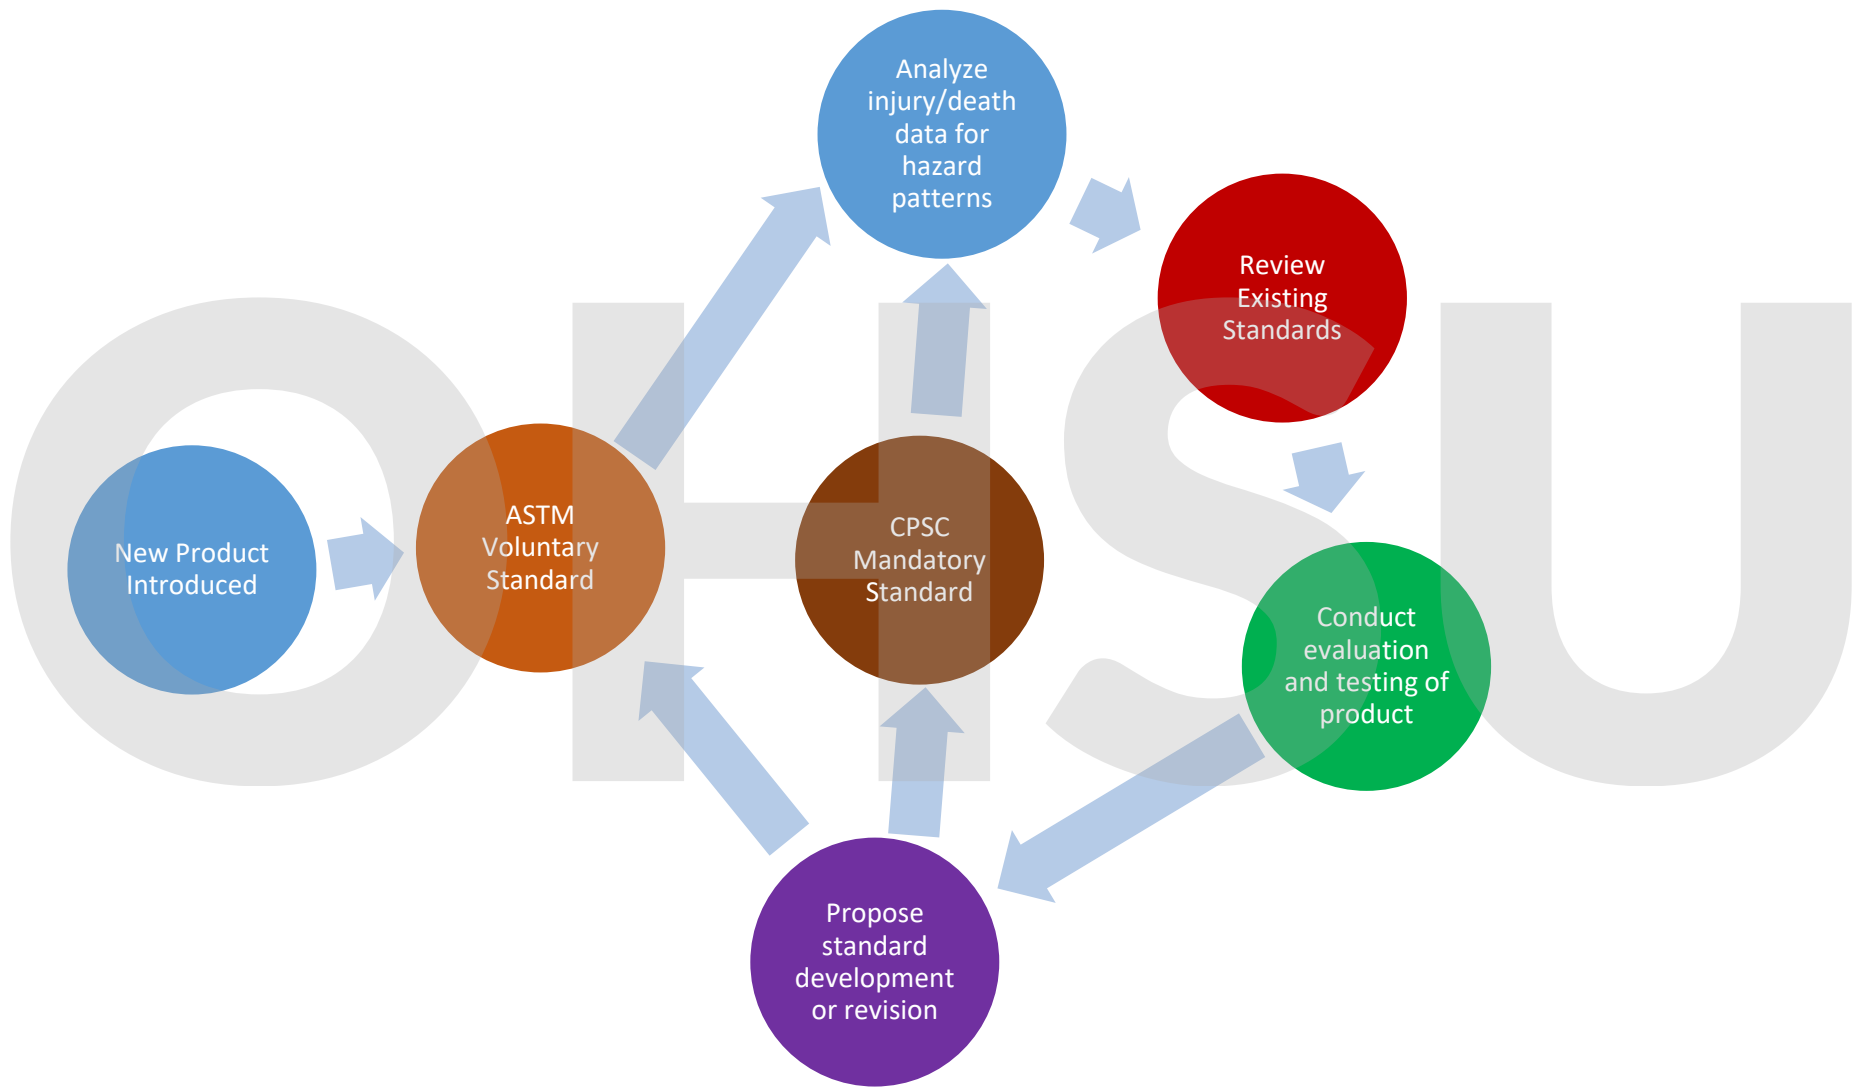 Analyze
injury/death
data for
hazard
patterns
Review
Existing
Standards
New Product
Introduced
ASTM
Voluntary
Standard
CPSC
Mandatory
Standard
Conduct
evaluation
and testing of
product
Propose
standard
development
or revision
OHSU